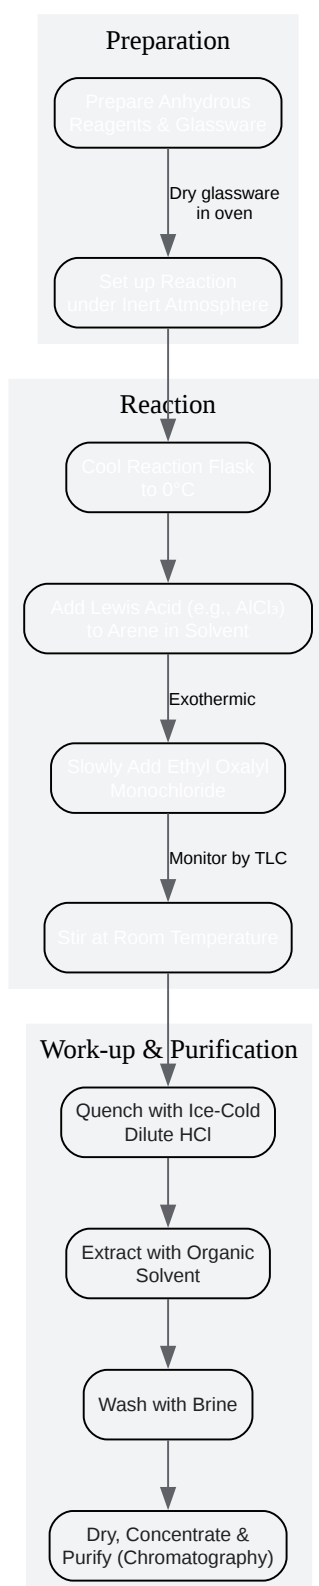 Preparation
Prepare Anhydrous
Reagents & Glassware
Dry glassware
in oven
Set up Reaction
under Inert Atmosphere
Reaction
Cool Reaction Flask
to 0°C
Add Lewis Acid (e.g., AlCl₃)
to Arene in Solvent
Exothermic
Slowly Add Ethyl Oxalyl
Monochloride
Monitor by TLC
Stir at Room Temperature
Work-up & Purification
Quench with Ice-Cold
Dilute HCl
Extract with Organic
Solvent
Wash with Brine
Dry, Concentrate &
Purify (Chromatography)